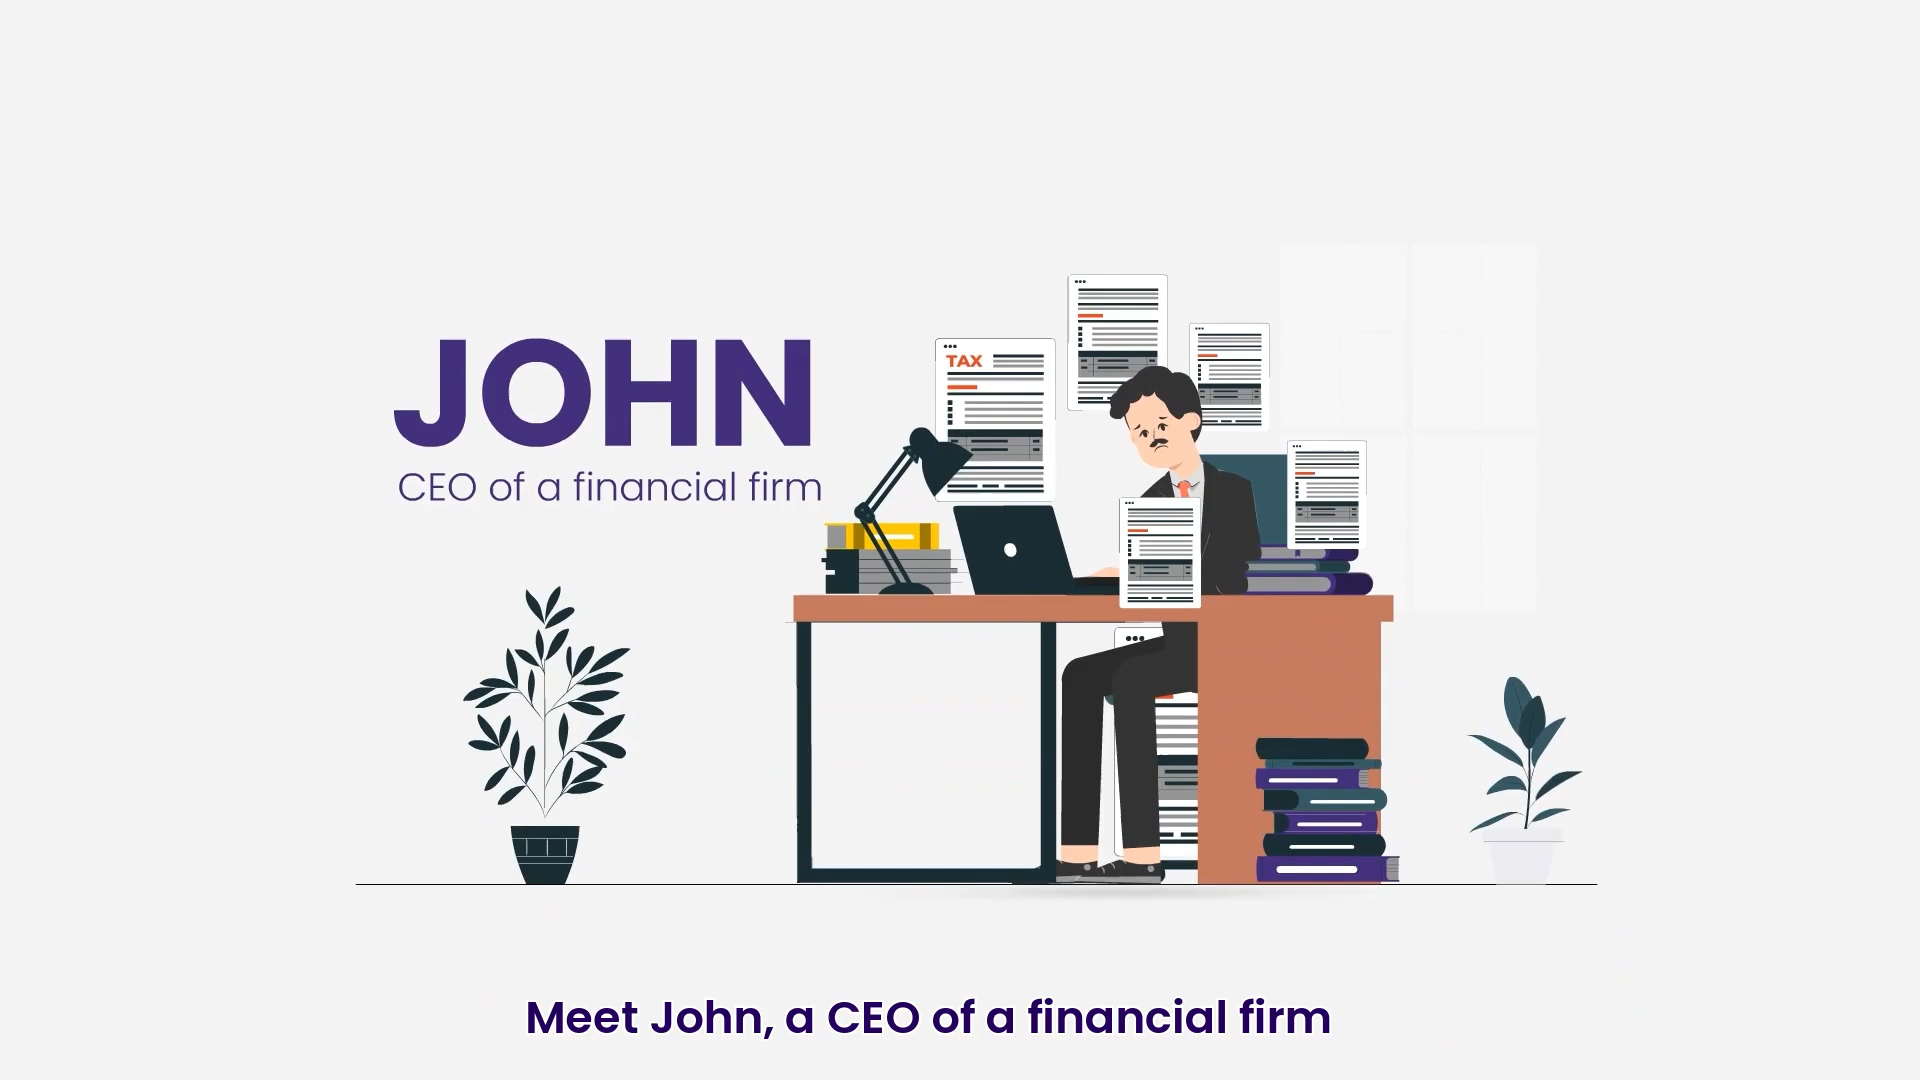 JOHN
CEO of a financial firm
TAX
Meet John, a CEO of a financial firm